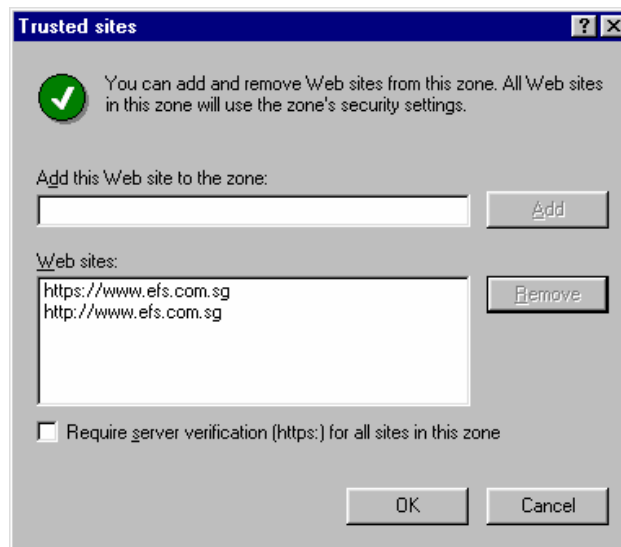 Trusted sites
You can add and remove Web sites from this zone. All Web sites
in this zone will use the zone's security settings.
Add this Web site to the zone:
Add
Web sites:
https://www.efs.com.sg
http://www.efs.com.sg
Remove
Require server verification (https:) for all sites in this zone
OK
Cancel